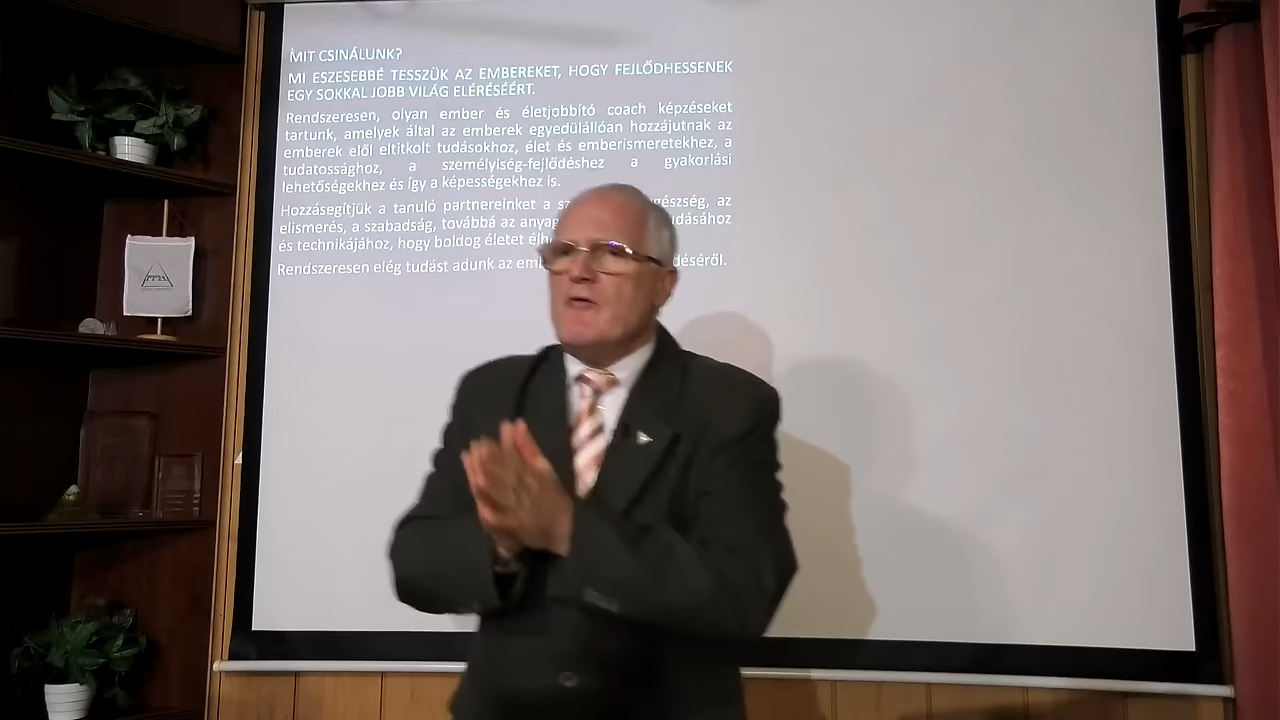 MIT CSINÁLUNK?
MI ESZESEBBÉ TESSZÜK AZ EMBEREKET, HOGY FEJLŐDHESSENEK
EGY SOKKAL JOBB VILÁG ELÉRÉSÉÉRT.
Rendszeresen, olyan ember és életjobbító coach képzéseket
tartunk, amelyek által az emberek egyedülállóan hozzájutnak az
emberek elől eltitkolt tudásokhoz, élet és emberismeretekhez, a
tudatossághoz, a személyiség-fejlődéshez a gyakorlási
lehetőségekhez és így a képességekhez is.
Hozzásegítjük a tanuló partnereinket a az
elismerés, a szabadság, továbbá az
és technikájához, hogy boldog életet
Rendszeresen elég tudást adunk az